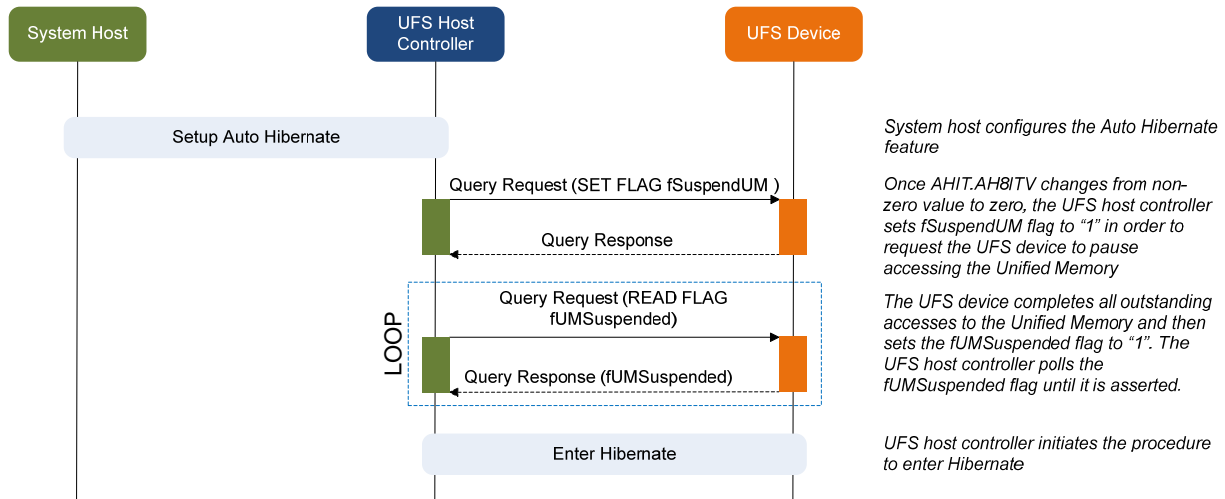 System Host
UFS Host
Controller
UFS Device
Setup Auto Hibernate
System host configures the Auto Hibernate
feature
Query Request (SET FLAG fSuspendUM )
Query Response
Once AHIT.AH8ITV changes from non-
zero value to zero, the UFS host controller
sets fSuspendUM flag to “1” in order to
request the UFS device to pause
accessing the Unified Memory
LOOP
Query Request (READ FLAG
fUMSuspended)
Query Response (fUMSuspended)
The UFS device completes all outstanding
accesses to the Unified Memory and then
sets the fUMSuspended flag to “1”. The
UFS host controller polls the
fUMSuspended flag until it is asserted.
Enter Hibernate
UFS host controller initiates the procedure
to enter Hibernate